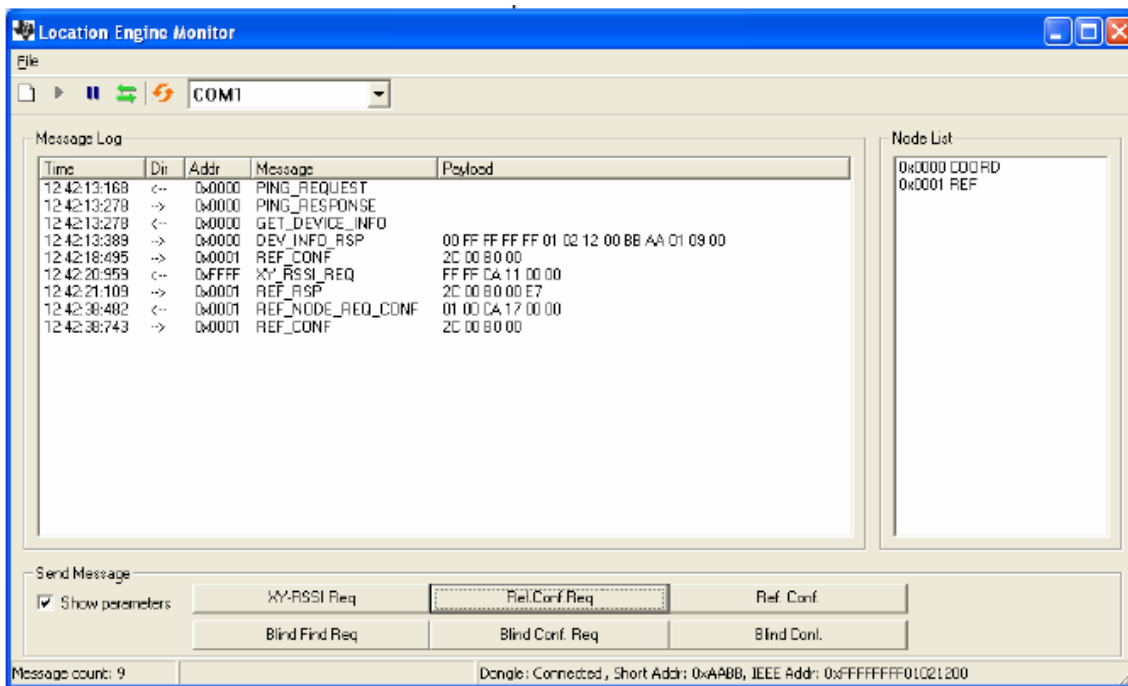 Location Engine Monitor
File
COM1
Message Log
Time Dir Addr Message Payload
12:42:13:168 <-- 0x0000 PING_REQUEST
12:42:13:278 --> 0x0000 PING_RESPONSE
12:42:13:278 <-- 0x0000 GET_DEVICE_INFO
12:42:13:389 --> 0x0000 DEV_INFO_RSP 00 FF FF FF FF 01 02 12 00 BB AA 01 09 00
12:42:18:495 --> 0x0001 REF_CONF 2C 00 B0 00
12:42:20:959 <-- 0xFFFF XY_RSSI_REQ FF FF CA 11 00 00
12:42:21:109 --> 0x0001 REF_RSP 2C 00 B0 00 E7
12:42:38:482 <-- 0x0001 REF_NODE_REQ_CONF 01 00 CA 17 00 00
12:42:38:743 --> 0x0001 REF_CONF 2C 00 B0 00
Node List
0x0000 COORD
0x0001 REF
Send Message
Show parameters
XY-RSSI Req
Ref.Conf.Req
Ref. Conf.
Blind Find Req
Blind Conf. Req
Blind Conf.
Message count: 9
Dongle: Connected, Short Addr: 0xAABB, IEEE Addr: 0xFFFFFFFF01021200